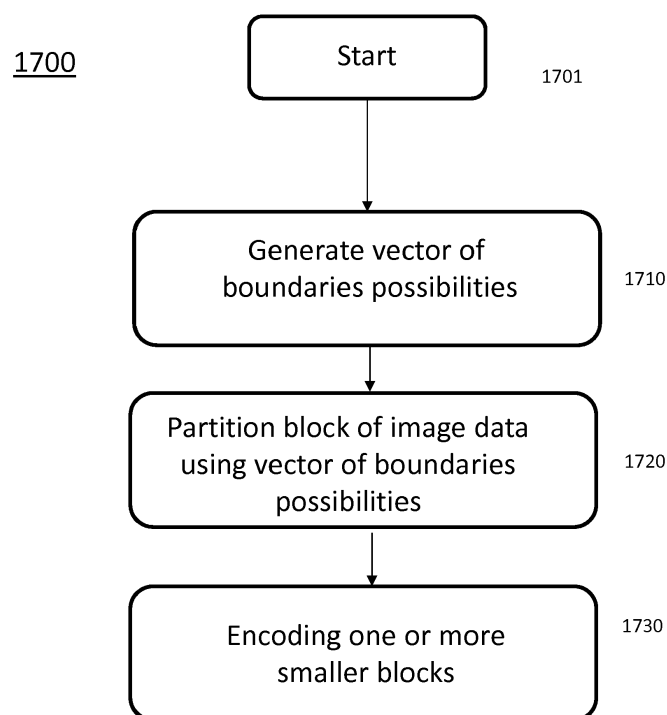 Start
1700
1701
Generate vector of
boundaries possibilities
1710
Partition block of image data
using vector of boundaries
possibilities
1720
Encoding one or more
smaller blocks
1730